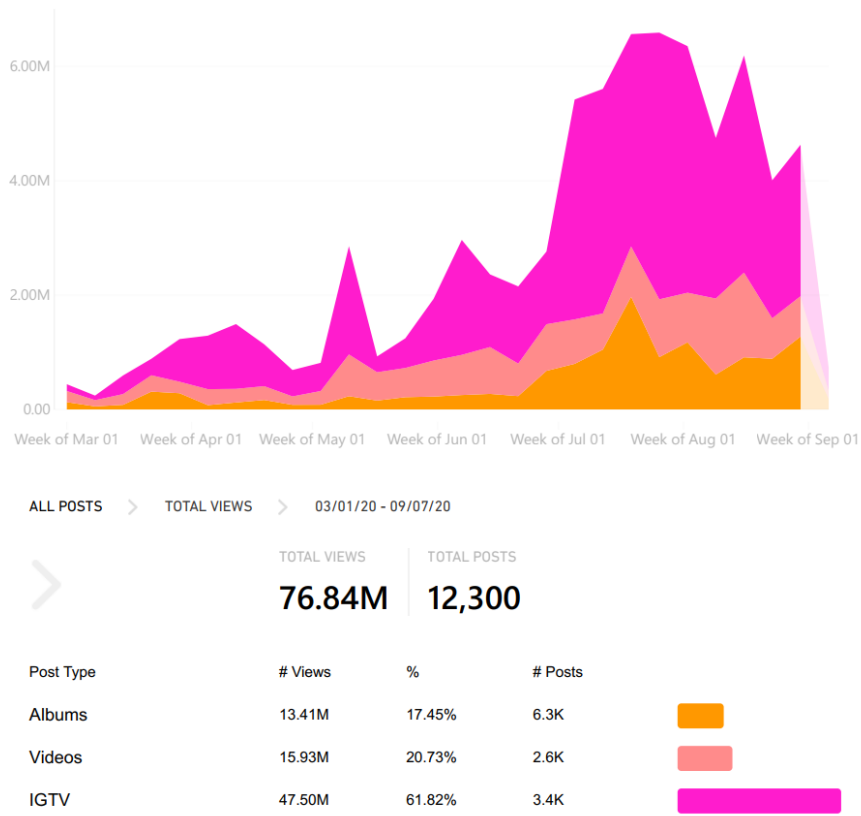 6.00M
4.00M
2.00M
0.00
Week of Mar 01 Week of Apr 01 Week of May 01 Week of Jun 01 Week of Jul 01 Week of Aug 01 Week of Sep 01
ALL POSTS TOTAL VIEWS 03/01/20 - 09/07/20
TOTAL VIEWS TOTAL POSTS
76.84M 12,300
Post Type # Views % # Posts
Albums 13.41M 17.45% 6.3K
Videos 15.93M 20.73% 2.6K
IGTV 47.50M 61.82% 3.4K